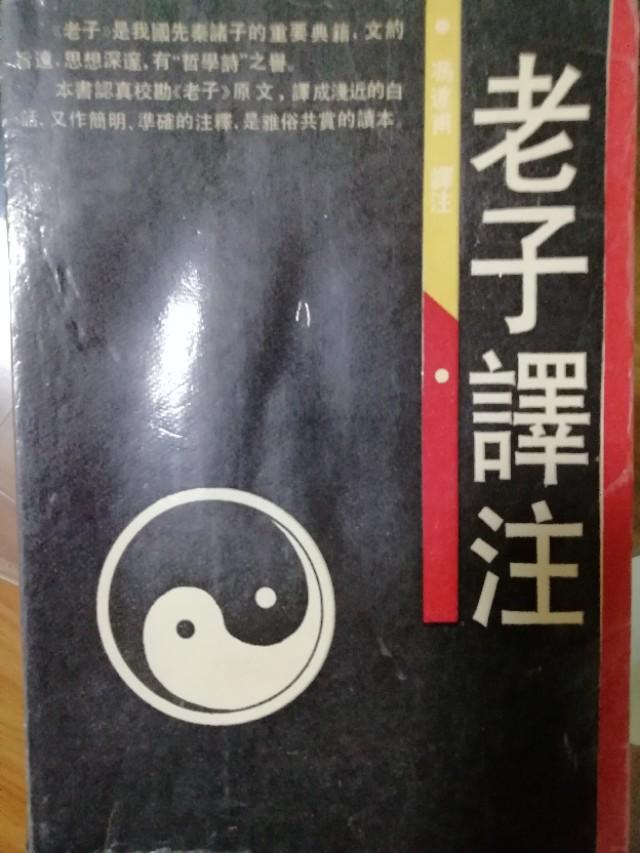 《老子》是我國先秦諸子的重要典籍，文約
旨遠，思想深邃，有“哲學詩”之譽。
本書認真校勘《老子》原文，譯成淺近的白
話，又作簡明、準確的注釋，是雅俗共賞的讀本。
馮達甫 譯注
老子譯注